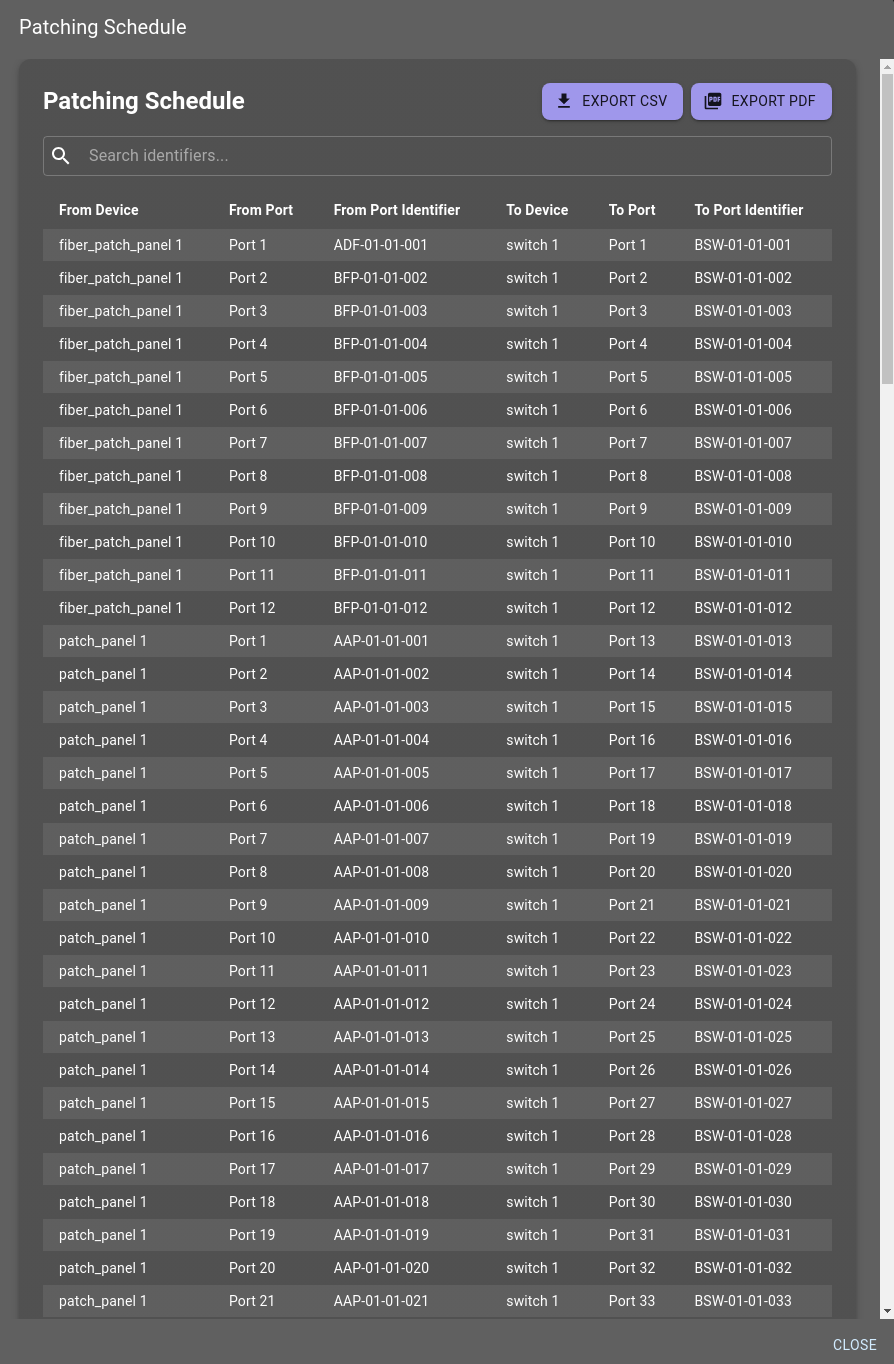 Patching Schedule
Patching Schedule
EXPORT CSV
PDF EXPORT PDF
Search identifiers...
From Device From Port From Port Identifier To Device To Port To Port Identifier
fiber_patch_panel 1 Port 1 ADF-01-01-001 switch 1 Port 1 BSW-01-01-001
fiber_patch_panel 1 Port 2 BFP-01-01-002 switch 1 Port 2 BSW-01-01-002
fiber_patch_panel 1 Port 3 BFP-01-01-003 switch 1 Port 3 BSW-01-01-003
fiber_patch_panel 1 Port 4 BFP-01-01-004 switch 1 Port 4 BSW-01-01-004
fiber_patch_panel 1 Port 5 BFP-01-01-005 switch 1 Port 5 BSW-01-01-005
fiber_patch_panel 1 Port 6 BFP-01-01-006 switch 1 Port 6 BSW-01-01-006
fiber_patch_panel 1 Port 7 BFP-01-01-007 switch 1 Port 7 BSW-01-01-007
fiber_patch_panel 1 Port 8 BFP-01-01-008 switch 1 Port 8 BSW-01-01-008
fiber_patch_panel 1 Port 9 BFP-01-01-009 switch 1 Port 9 BSW-01-01-009
fiber_patch_panel 1 Port 10 BFP-01-01-010 switch 1 Port 10 BSW-01-01-010
fiber_patch_panel 1 Port 11 BFP-01-01-011 switch 1 Port 11 BSW-01-01-011
fiber_patch_panel 1 Port 12 BFP-01-01-012 switch 1 Port 12 BSW-01-01-012
patch_panel 1 Port 1 AAP-01-01-001 switch 1 Port 13 BSW-01-01-013
patch_panel 1 Port 2 AAP-01-01-002 switch 1 Port 14 BSW-01-01-014
patch_panel 1 Port 3 AAP-01-01-003 switch 1 Port 15 BSW-01-01-015
patch_panel 1 Port 4 AAP-01-01-004 switch 1 Port 16 BSW-01-01-016
patch_panel 1 Port 5 AAP-01-01-005 switch 1 Port 17 BSW-01-01-017
patch_panel 1 Port 6 AAP-01-01-006 switch 1 Port 18 BSW-01-01-018
patch_panel 1 Port 7 AAP-01-01-007 switch 1 Port 19 BSW-01-01-019
patch_panel 1 Port 8 AAP-01-01-008 switch 1 Port 20 BSW-01-01-020
patch_panel 1 Port 9 AAP-01-01-009 switch 1 Port 21 BSW-01-01-021
patch_panel 1 Port 10 AAP-01-01-010 switch 1 Port 22 BSW-01-01-022
patch_panel 1 Port 11 AAP-01-01-011 switch 1 Port 23 BSW-01-01-023
patch_panel 1 Port 12 AAP-01-01-012 switch 1 Port 24 BSW-01-01-024
patch_panel 1 Port 13 AAP-01-01-013 switch 1 Port 25 BSW-01-01-025
patch_panel 1 Port 14 AAP-01-01-014 switch 1 Port 26 BSW-01-01-026
patch_panel 1 Port 15 AAP-01-01-015 switch 1 Port 27 BSW-01-01-027
patch_panel 1 Port 16 AAP-01-01-016 switch 1 Port 28 BSW-01-01-028
patch_panel 1 Port 17 AAP-01-01-017 switch 1 Port 29 BSW-01-01-029
patch_panel 1 Port 18 AAP-01-01-018 switch 1 Port 30 BSW-01-01-030
patch_panel 1 Port 19 AAP-01-01-019 switch 1 Port 31 BSW-01-01-031
patch_panel 1 Port 20 AAP-01-01-020 switch 1 Port 32 BSW-01-01-032
patch_panel 1 Port 21 AAP-01-01-021 switch 1 Port 33 BSW-01-01-033
CLOSE